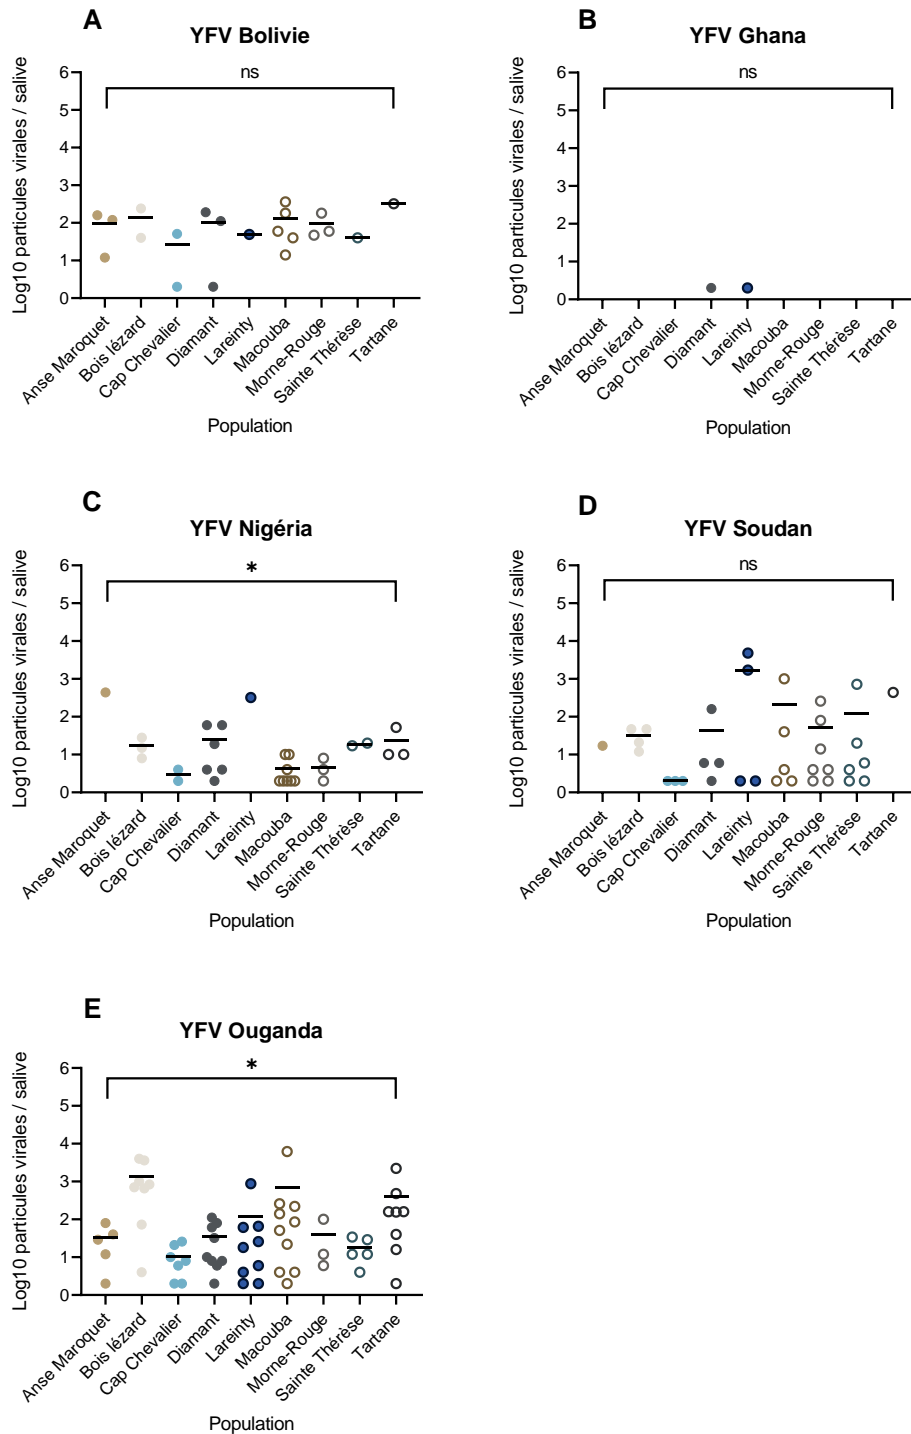 A
YFV Bolivie
Log10 particules virales / salive
ns
6
5
4
3
2
1
0
Anse Maroquet
Bois lézard
Cap Chevalier
Diamant
Lareinty
Macouba
Morne-Rouge
Sainte Thérèse
Tartane
Population
B
YFV Ghana
Log10 particules virales / salive
ns
6
5
4
3
2
1
0
Anse Maroquet
Bois lézard
Cap Chevalier
Diamant
Lareinty
Macouba
Morne-Rouge
Sainte Thérèse
Tartane
Population
C
YFV Nigéria
Log10 particules virales / salive
*
6
5
4
3
2
1
0
Anse Maroquet
Bois lézard
Cap Chevalier
Diamant
Lareinty
Macouba
Morne-Rouge
Sainte Thérèse
Tartane
Population
D
YFV Soudan
Log10 particules virales / salive
ns
6
5
4
3
2
1
0
Anse Maroquet
Bois lézard
Cap Chevalier
Diamant
Lareinty
Macouba
Morne-Rouge
Sainte Thérèse
Tartane
Population
E
YFV Ouganda
Log10 particules virales / salive
*
6
5
4
3
2
1
0
Anse Maroquet
Bois lézard
Cap Chevalier
Diamant
Lareinty
Macouba
Morne-Rouge
Sainte Thérèse
Tartane
Population